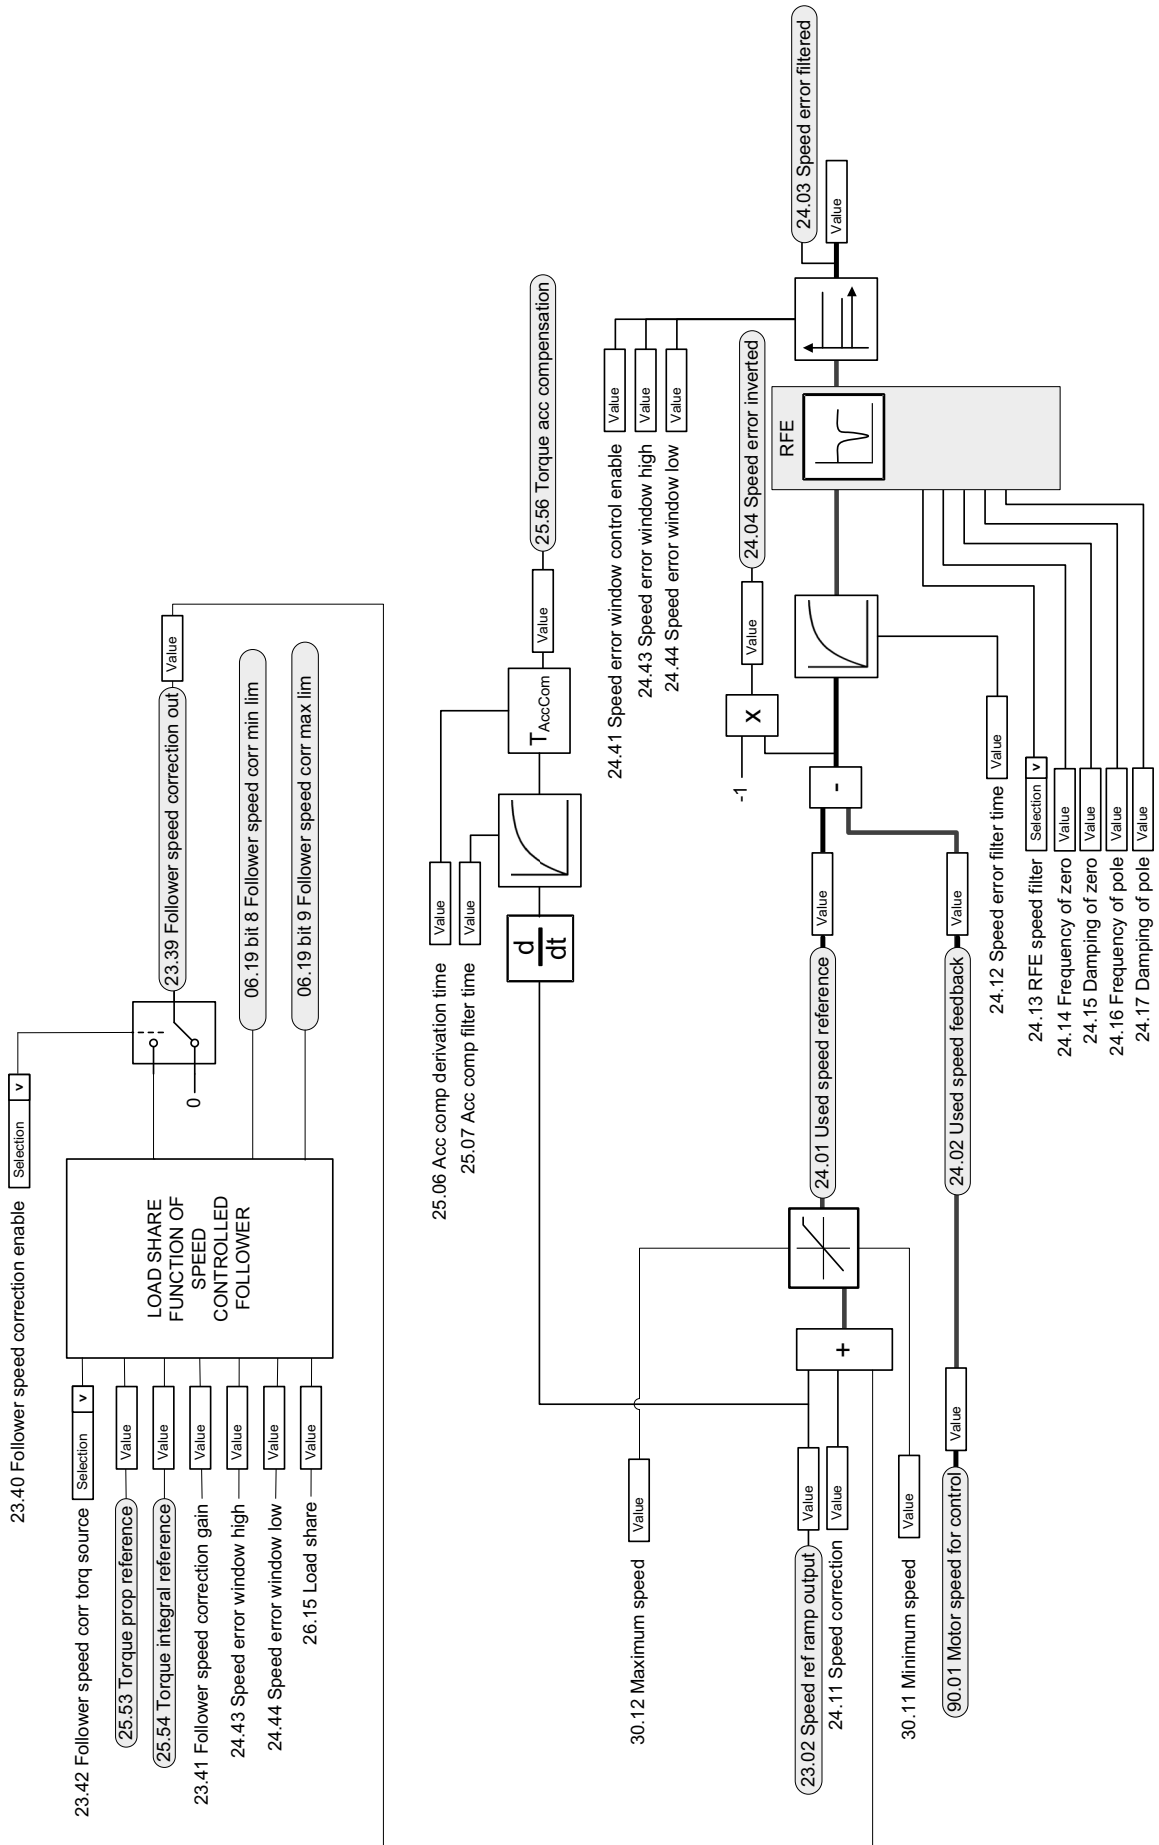 23.40 Follower speed correction enable
Selection v
23.42 Follower speed corr torq source
Selection v
25.53 Torque prop reference
Value
25.54 Torque integral reference
Value
23.41 Follower speed correction gain
Value
24.43 Speed error window high
Value
24.44 Speed error window low
Value
26.15 Load share
Value
LOAD SHARE
FUNCTION OF
SPEED
CONTROLLED
FOLLOWER
0
23.39 Follower speed correction out
Value
06.19 bit 8 Follower speed corr min lim
06.19 bit 9 Follower speed corr max lim
25.06 Acc comp derivation time
Value
25.07 Acc comp filter time
Value
d
dt
TAccCom
Value
25.56 Torque acc compensation
30.12 Maximum speed
Value
23.02 Speed ref ramp output
Value
24.11 Speed correction
Value
30.11 Minimum speed
Value
90.01 Motor speed for control
Value
+
24.01 Used speed reference
Value
24.02 Used speed feedback
Value
-
-1
X
Value
24.04 Speed error inverted
24.41 Speed error window control enable
Value
24.43 Speed error window high
Value
24.44 Speed error window low
Value
RFE
24.03 Speed error filtered
Value
24.12 Speed error filter time
Value
24.13 RFE speed filter
Selection v
24.14 Frequency of zero
Value
24.15 Damping of zero
Value
24.16 Frequency of pole
Value
24.17 Damping of pole
Value